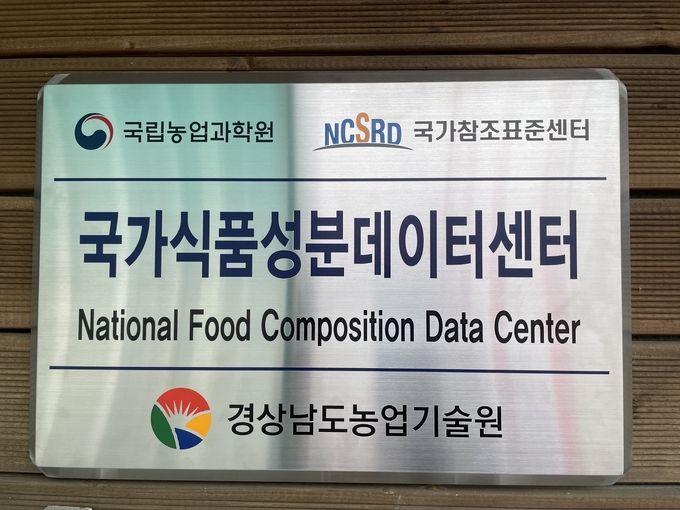 국립농업과학원 NCSRD 국가참조표준센터
국가식품성분데이터센터
National Food Composition Data Center
경상남도농업기술원